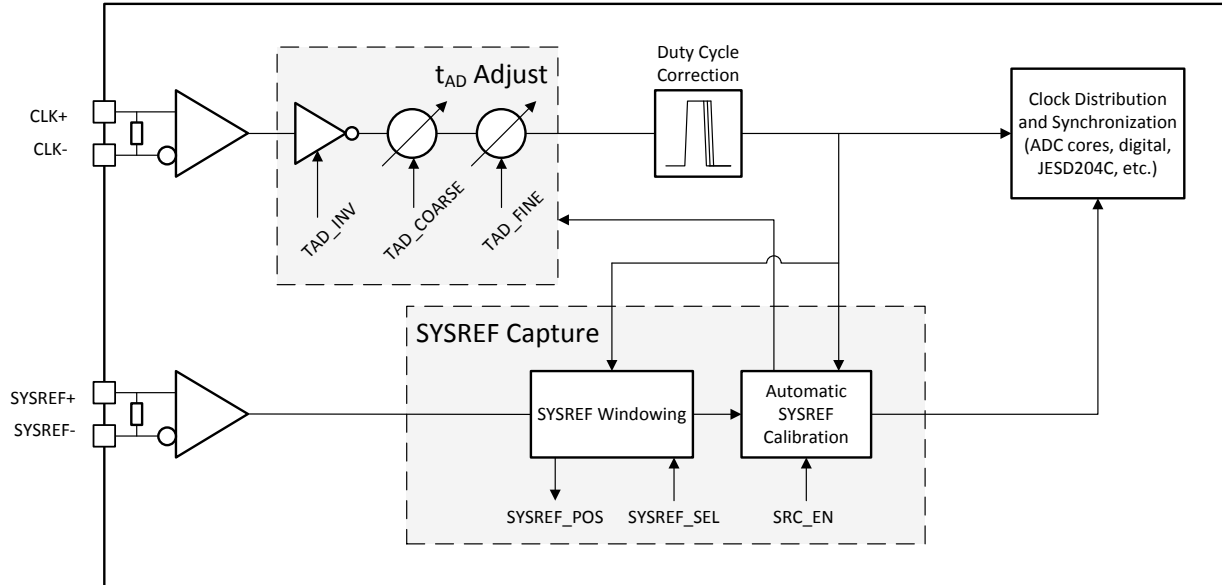 Duty Cycle
Correction
tAD Adjust
CLK+
CLK-
TAD_INV
TAD_COARSE
TAD_FINE
Clock Distribution
and Synchronization
(ADC cores, digital,
JESD204C, etc.)
SYSREF Capture
SYSREF+
SYSREF-
SYSREF Windowing
Automatic
SYSREF
Calibration
SYSREF_POS
SYSREF_SEL
SRC_EN